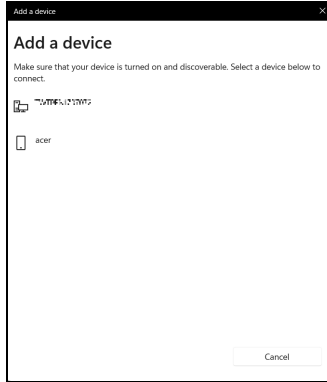 Add a device
Add a device
Make sure that your device is turned on and discoverable. Select a device below to
connect.
acer
Cancel